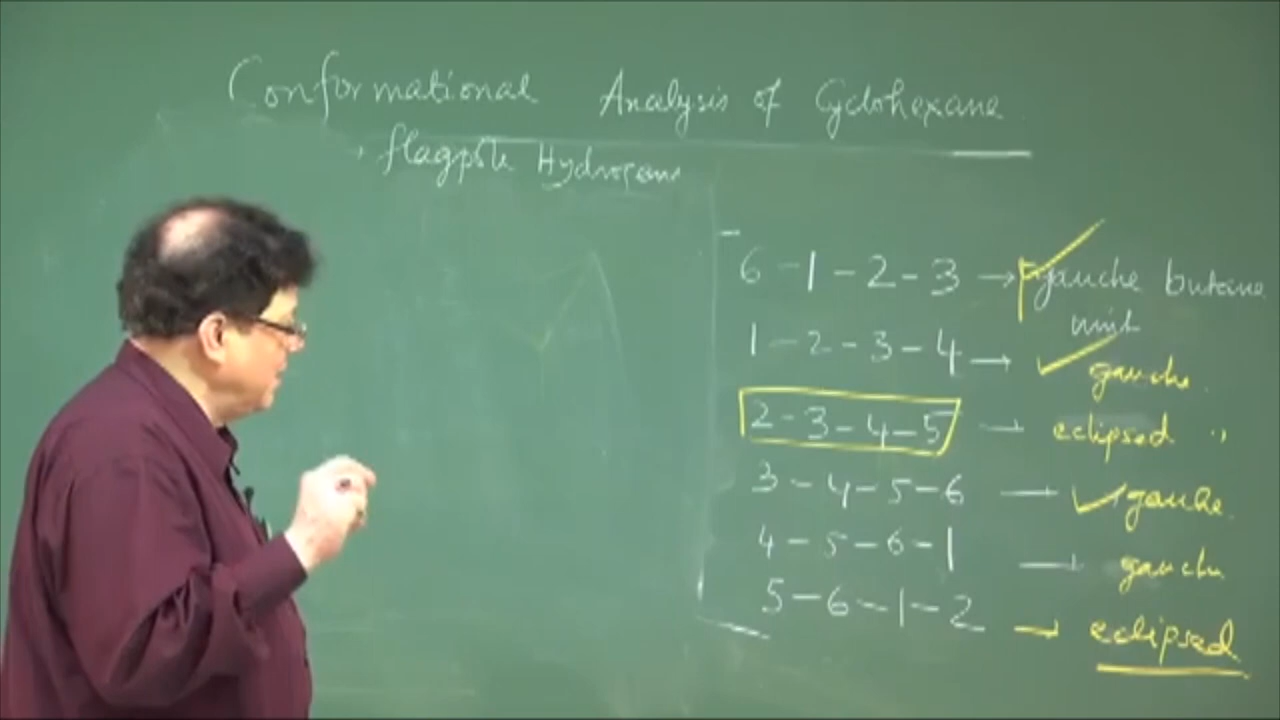 Conformational Analysis of Cyclohexane
flagpole Hydrogens
6-1-2-3 → gauche butane
unit
1-2-3-4 → gauche
2-3-4-5 — eclipsed ”
3-4-5-6 → gauche
4-5-6-1 → gauche
5-6-1-2 → eclipsed